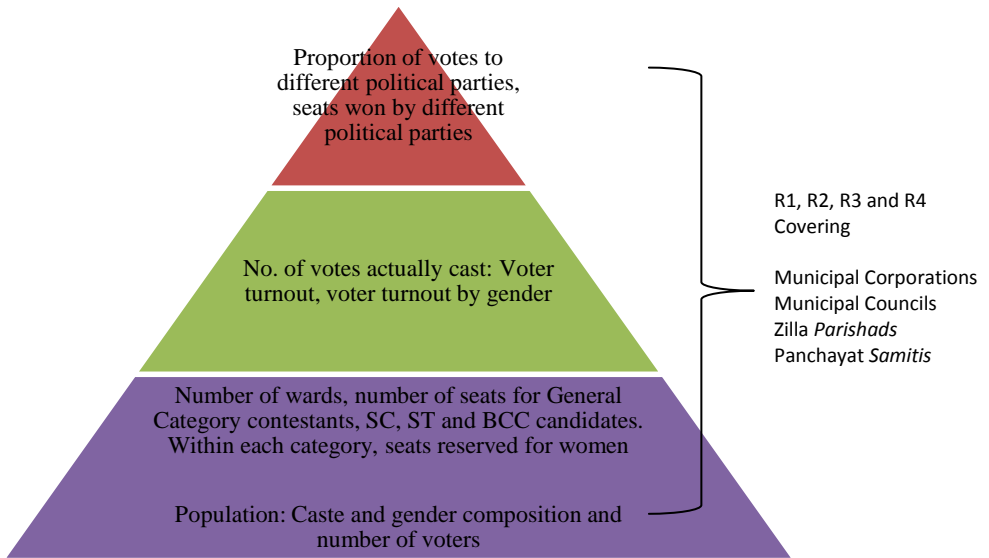 Proportion of votes to
different political parties,
seats won by different
political parties
No. of votes actually cast: Voter
turnout, voter turnout by gender
Number of wards, number of seats for General
Category contestants, SC, ST and BCC candidates.
Within each category, seats reserved for women
Population: Caste and gender composition and
number of voters
R1, R2, R3 and R4
Covering
Municipal Corporations
Municipal Councils
Zilla Parishads
Panchayat Samitis